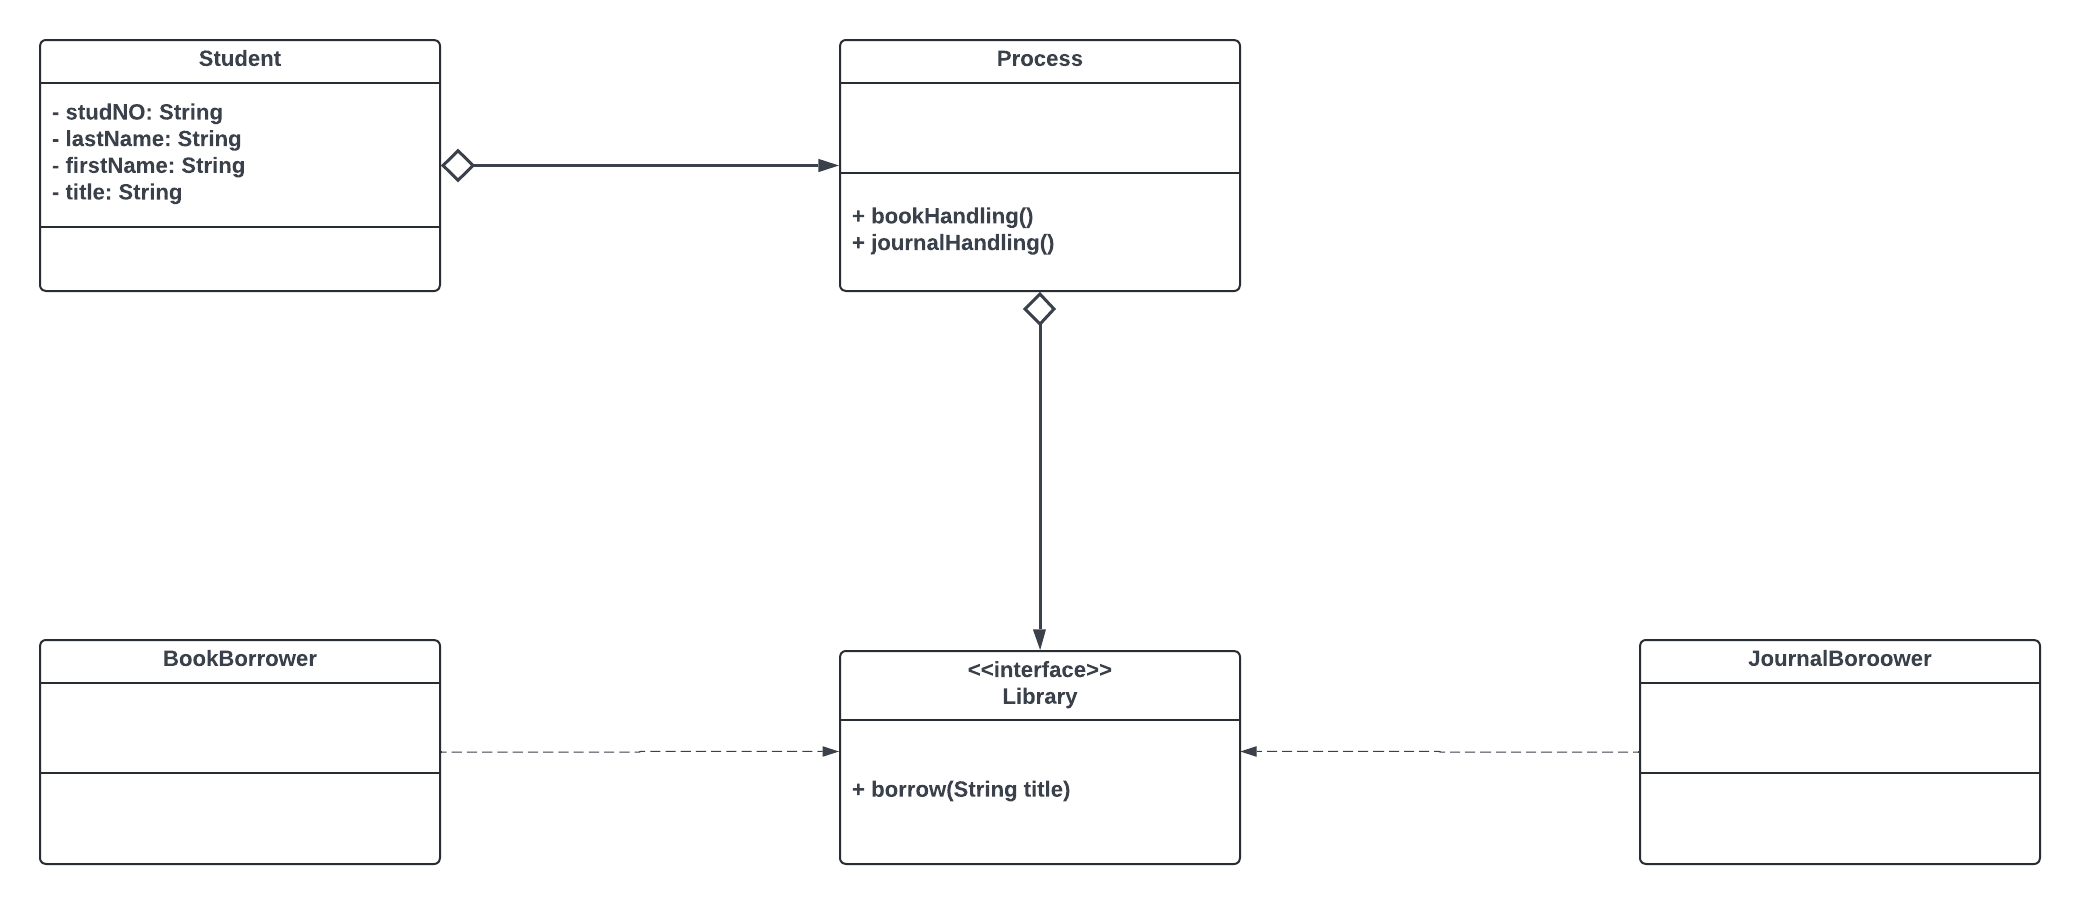 Student
- studNO: String
- lastName: String
- firstName: String
- title: String
Process
+ bookHandling()
+ journalHandling()
BookBorrower
<<interface>>
Library
+ borrow(String title)
JournalBoroower